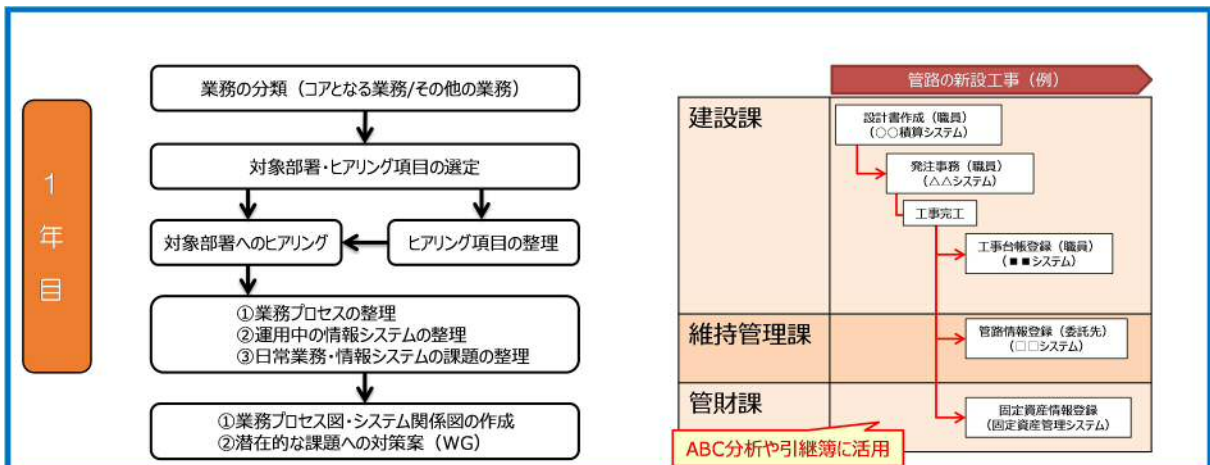 1
年
目
業務の分類（コアとなる業務/その他の業務）
対象部署・ヒアリング項目の選定
対象部署へのヒアリング
ヒアリング項目の整理
①業務プロセスの整理
②運用中の情報システムの整理
③日常業務・情報システムの課題の整理
①業務プロセス図・システム関係図の作成
②潜在的な課題への対策案（WG）
管路の新設工事（例）
建設課
設計書作成（職員）
（○○積算システム）
発注事務（職員）
（△△システム）
工事完工
工事台帳登録（職員）
（■■システム）
維持管理課
管路情報登録（委託先）
（□□システム）
管財課
固定資産情報登録
（固定資産管理システム）
ABC分析や引継簿に活用